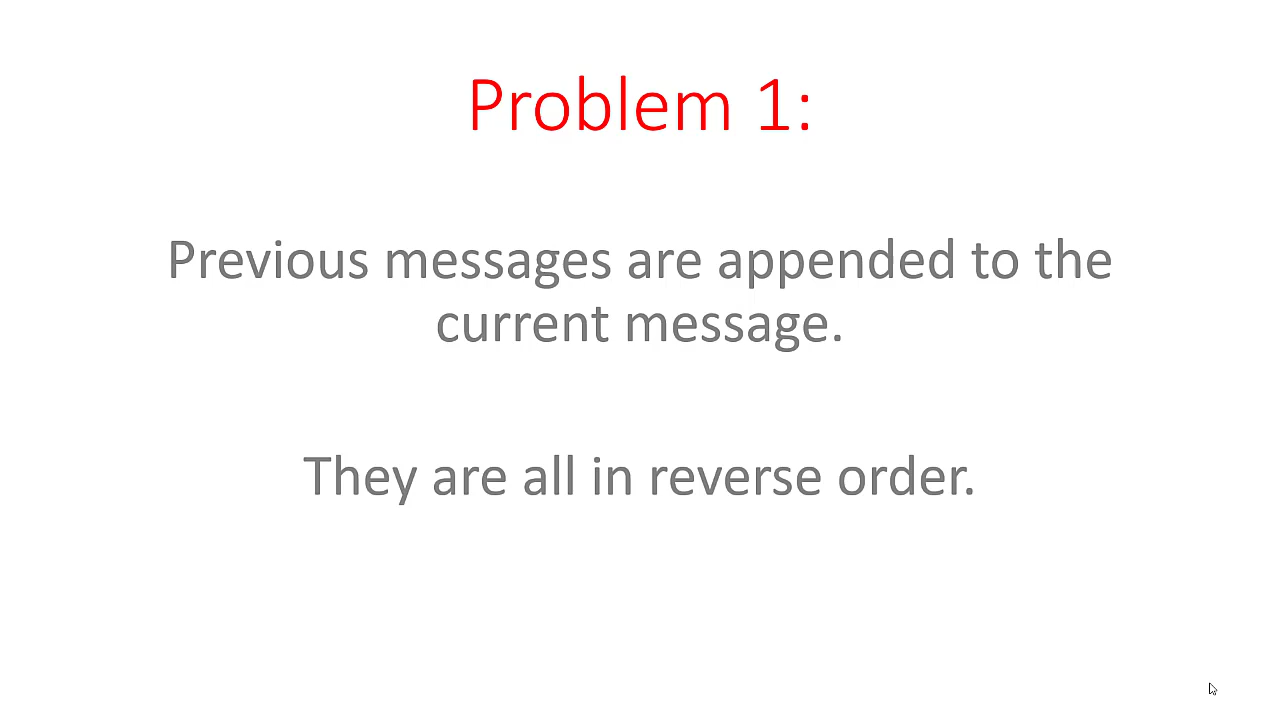 Problem 1:
Previous messages are appended to the
current message.
They are all in reverse order.